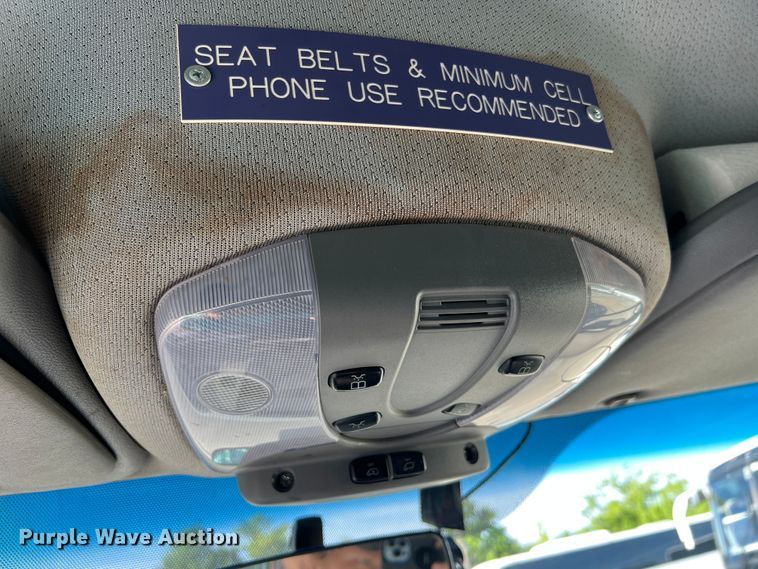 SEAT BELTS & MINIMUM CELL
PHONE USE RECOMMENDED
Purple Wave Auction